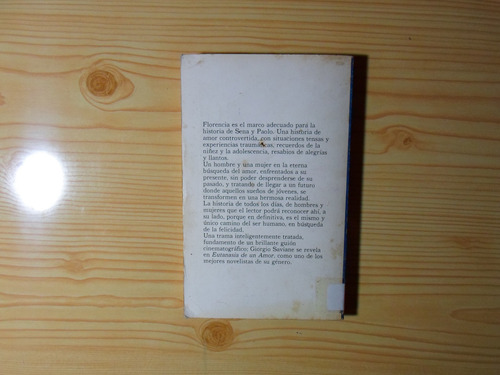 Florencia es el marco adecuado para la
historia de Sena y Paolo. Una historia de
amor controvertida, con situaciones tensas y
experiencias traumáticas, recuerdos de la
niñez y la adolescencia, resabios de alegrías
y llantos.
Un hombre y una mujer en la eterna
búsqueda del amor, enfrentados a su
presente, sin poder desprenderse de su
pasado, y tratando de llegar a un futuro
donde aquellos sueños de jóvenes, se
transformen en una hermosa realidad.
La historia de todos los días, de hombres y
mujeres que el lector podrá reconocer ahí, a
su lado, porque en definitiva, es el mismo y
único camino del ser humano, en búsqueda
de la felicidad.
Una trama inteligentemente tratada,
fundamento de un brillante guión
cinematográfico; Giorgio Saviane se revela
en Eutanasia de un Amor, como uno de los
mejores novelistas de su género.